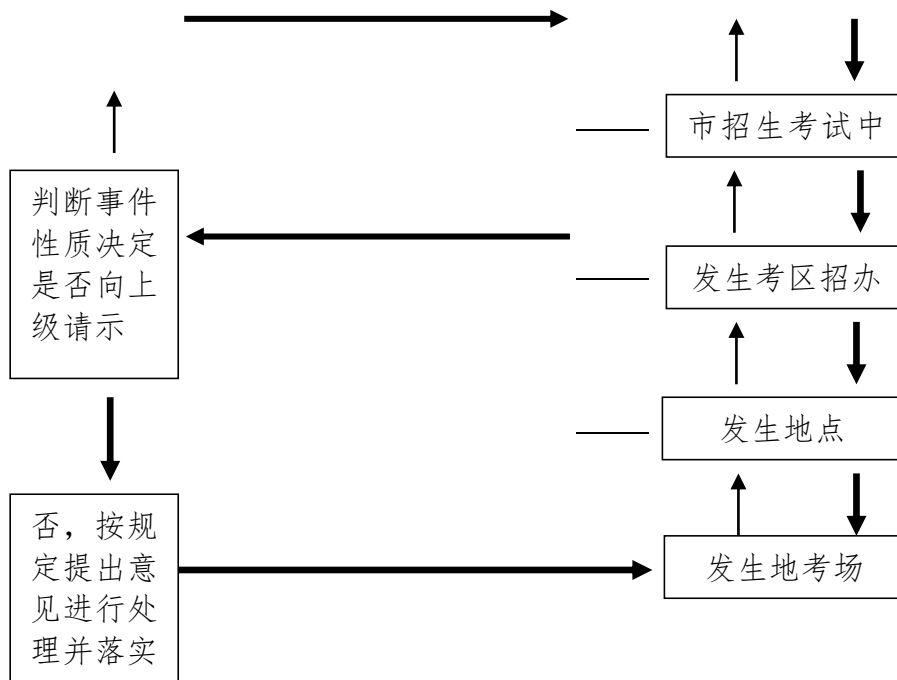 市招生考试中
判断事件
性质决定
是否向上
级请示
发生考区招办
发生地点
否，按规
定提出意
见进行处
理并落实
发生地考场